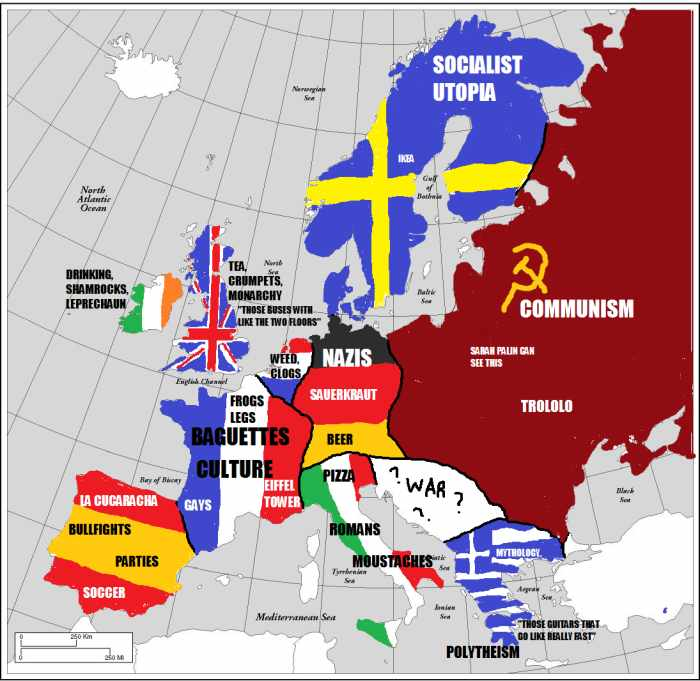 SOCIALIST
UTOPIA
Norwegian
Sea
IKEA
Gulf
of
Bothnia
North
Atlantic
Ocean
North
Sea
TEA,
CRUMPETS,
MONARCHY
"THOSE BUSES WITH
LIKE THE TWO FLOORS"
DRINKING,
SHAMROCKS,
LEPRECHAUN
Baltic
Sea
COMMUNISM
SARAH PALIN CAN
SEE THIS
TROLOLO
WEED,
CLOGS
NAZIS
SAUERKRAUT
BEER
English Channel
FROGS
LEGS
BAGUETTES
CULTURE
GAYS
EIFFEL
TOWER
Bay of Biscay
LA CUCARACHA
BULLFIGHTS
PARTIES
SOCCER
PIZZA
ROMANS
MOUSTACHES
? WAR ?
?
Black
Sea
MYTHOLOGY
Sea
Tyrrhenian
Sea
Aegean
Sea
Ionian
Sea
"THOSE GUITARS THAT
GO LIKE REALLY FAST"
POLYTHEISM
Mediterranean Sea
0 250 Km
0 250 Mi